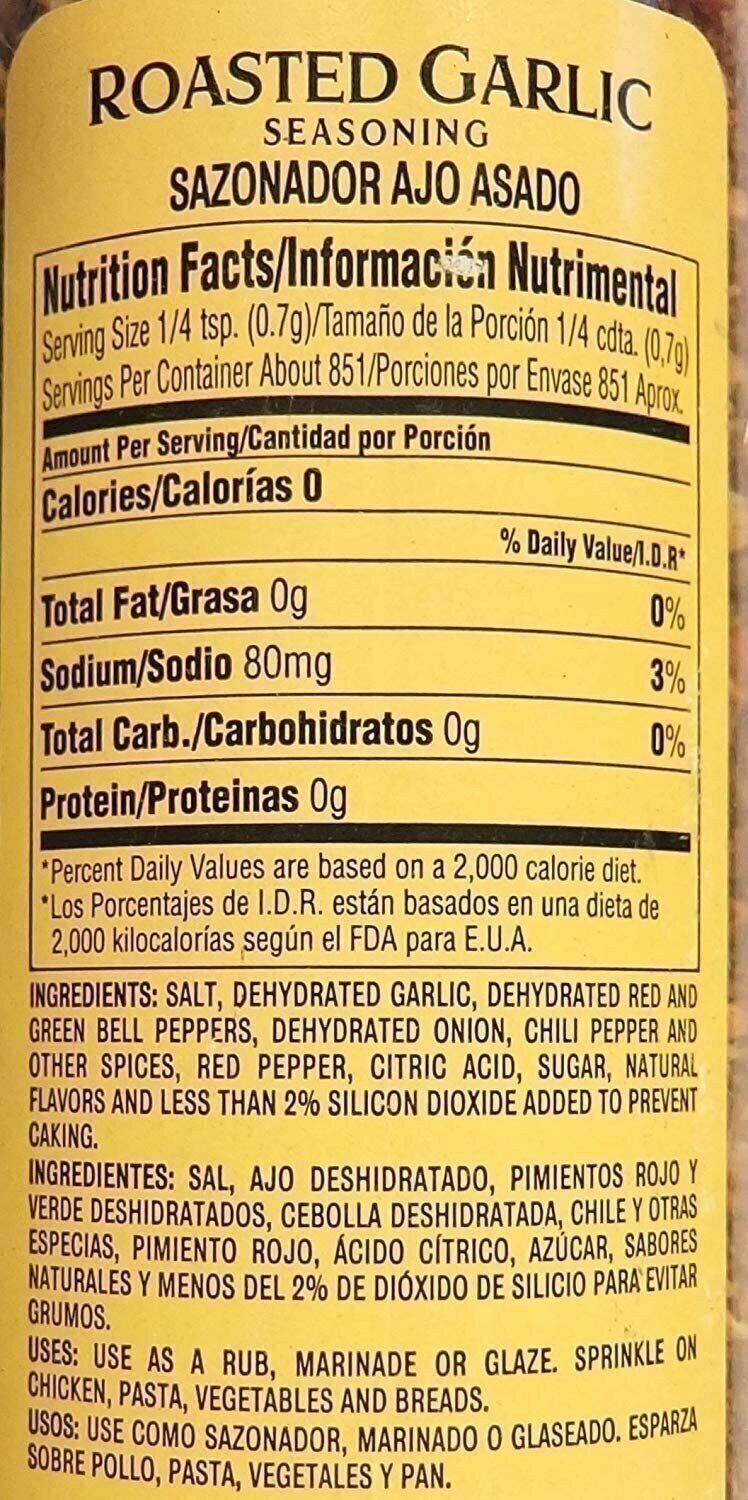 ROASTED GARLIC
SEASONING
SAZONADOR AJO ASADO
Nutrition Facts/Información Nutrimental
Serving Size 1/4 tsp. (0.7g)/Tamaño de la Porción 1/4 cdta. (0,7g)
Servings Per Container About 851/Porciones por Envase 851 Aprox.
Amount Per Serving/Cantidad por Porción
Calories/Calorías 0
% Daily Value/I.D.R*
Total Fat/Grasa 0g 0%
Sodium/Sodio 80mg 3%
Total Carb./Carbohidratos 0g 0%
Protein/Proteinas 0g
*Percent Daily Values are based on a 2,000 calorie diet.
*Los Porcentajes de I.D.R. están basados en una dieta de
2,000 kilocalorías según el FDA para E.U.A.
INGREDIENTS: SALT, DEHYDRATED GARLIC, DEHYDRATED RED AND
GREEN BELL PEPPERS, DEHYDRATED ONION, CHILI PEPPER AND
OTHER SPICES, RED PEPPER, CITRIC ACID, SUGAR, NATURAL
FLAVORS AND LESS THAN 2% SILICON DIOXIDE ADDED TO PREVENT
CAKING.
INGREDIENTES: SAL, AJO DESHIDRATADO, PIMIENTOS ROJO Y
VERDE DESHIDRATADOS, CEBOLLA DESHIDRATADA, CHILE Y OTRAS
ESPECIAS, PIMIENTO ROJO, ÁCIDO CÍTRICO, AZÚCAR, SABORES
NATURALES Y MENOS DEL 2% DE DIÓXIDO DE SILICIO PARA EVITAR
GRUMOS.
USES: USE AS A RUB, MARINADE OR GLAZE. SPRINKLE ON
CHICKEN, PASTA, VEGETABLES AND BREADS.
USOS: USE COMO SAZONADOR, MARINADO O GLASEADO. ESPARZA
SOBRE POLLO, PASTA, VEGETALES Y PAN.